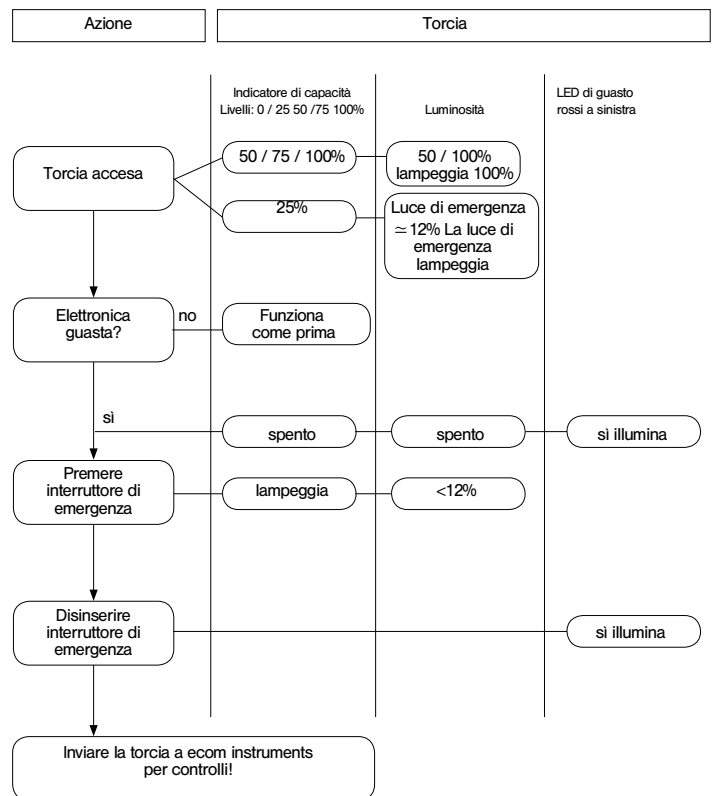 Azione
Torcia
Indicatore di capacità
Livelli: 0 / 25 50 /75 100%
Luminosità
LED di guasto
rossi a sinistra
Torcia accesa
50 / 75 / 100%
50 / 100%
lampeggia 100%
25%
Luce di emergenza
≃12% La luce di
emergenza
lampeggia
Elettronica
guasta?
no
Funziona
come prima
sì
spento
spento
sì illumina
Premere
interruttore di
emergenza
lampeggia
<12%
Disinserire
interruttore di
emergenza
sì illumina
Inviare la torcia a ecom instruments
per controlli!